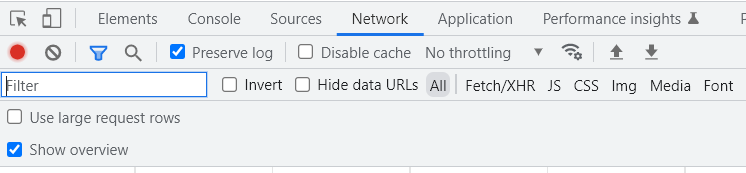 Elements Console Sources Network Application Performance insights
Preserve log Disable cache No throttling
Filter Invert Hide data URLs All Fetch/XHR JS CSS Img Media Font
Use large request rows
Show overview